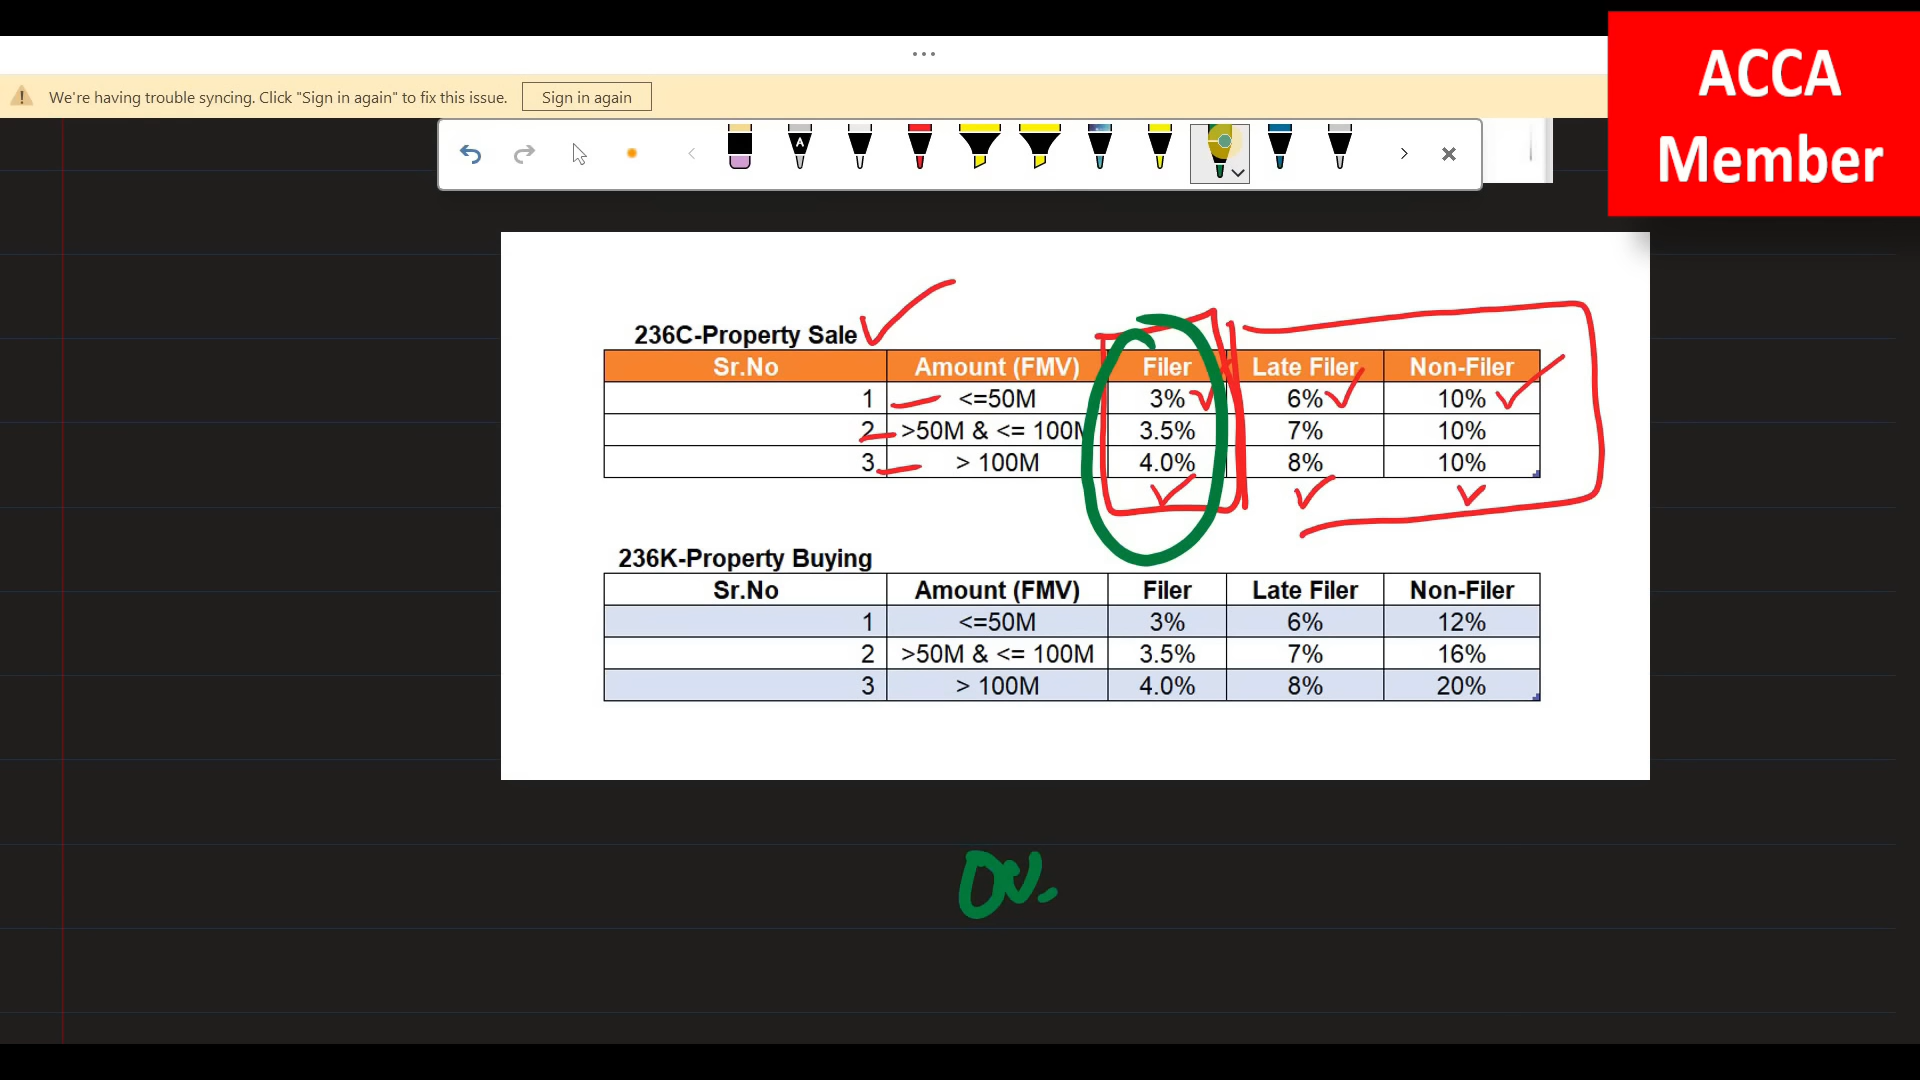 ACCA
Member
We're having trouble syncing. Click "Sign in again" to fix this issue. Sign in again
A
236C-Property Sale
Sr.No Amount (FMV) Filer Late Filer Non-Filer
1 <=50M 3% 6% 10%
2 >50M & <= 100M 3.5% 7% 10%
3 > 100M 4.0% 8% 10%
236K-Property Buying
Sr.No Amount (FMV) Filer Late Filer Non-Filer
1 <=50M 3% 6% 12%
2 >50M & <= 100M 3.5% 7% 16%
3 > 100M 4.0% 8% 20%